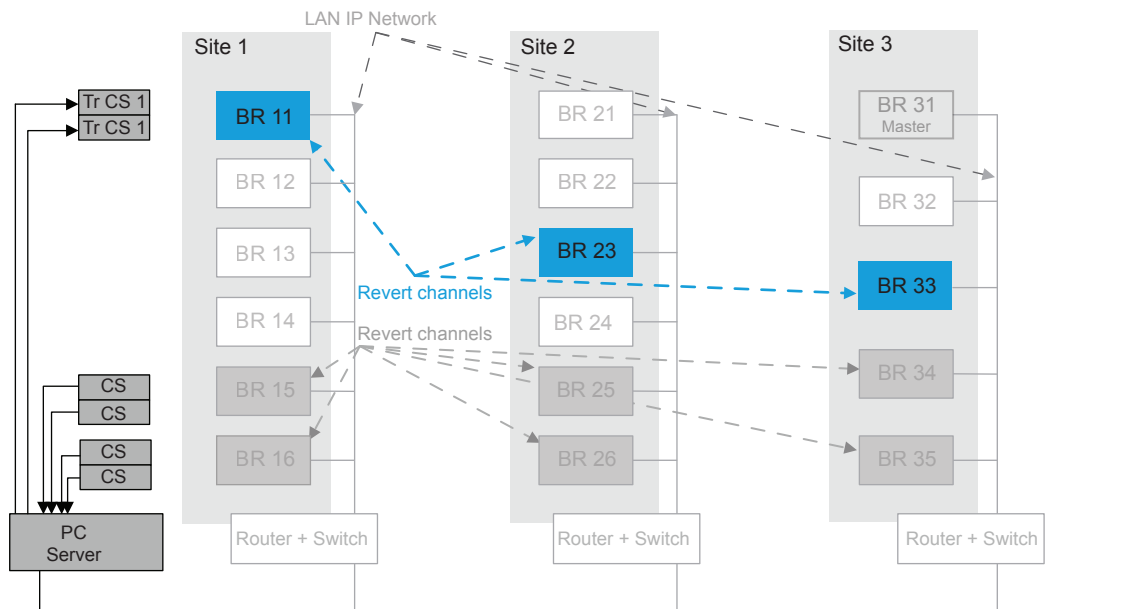 LAN IP Network
Site 1
Site 2
Site 3
Tr CS 1
Tr CS 1
BR 11
BR 21
BR 31
Master
BR 12
BR 22
BR 32
BR 13
BR 23
BR 33
Revert channels
BR 14
BR 24
Revert channels
CS
CS
BR 15
BR 25
BR 34
CS
CS
BR 16
BR 26
BR 35
PC
Server
Router + Switch
Router + Switch
Router + Switch